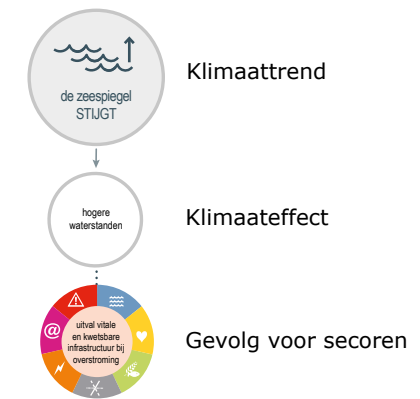 de zeespiegel
STIJGT
Klimaattrend
hogere
waterstanden
Klimaateffect
@
uitval vitale
en kwetsbare
infrastructuur bij
overstroming
Gevolg voor secoren